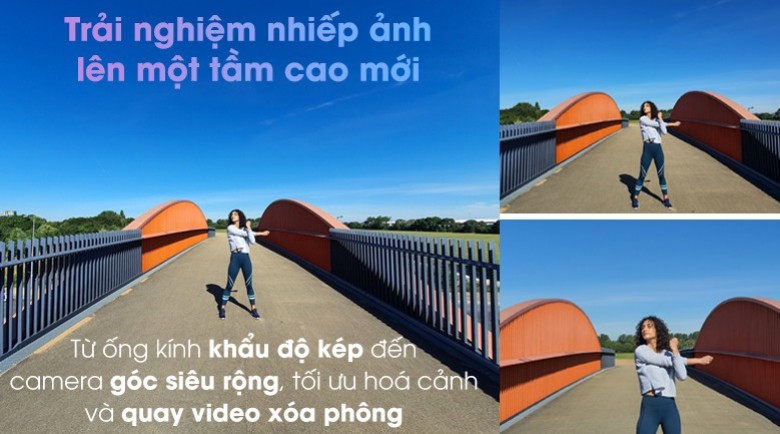 Trải nghiệm nhiếp ảnh
lên một tầm cao mới
Từ ống kính khẩu độ kép đến
camera góc siêu rộng, tối ưu hoá cảnh
và quay video xóa phông